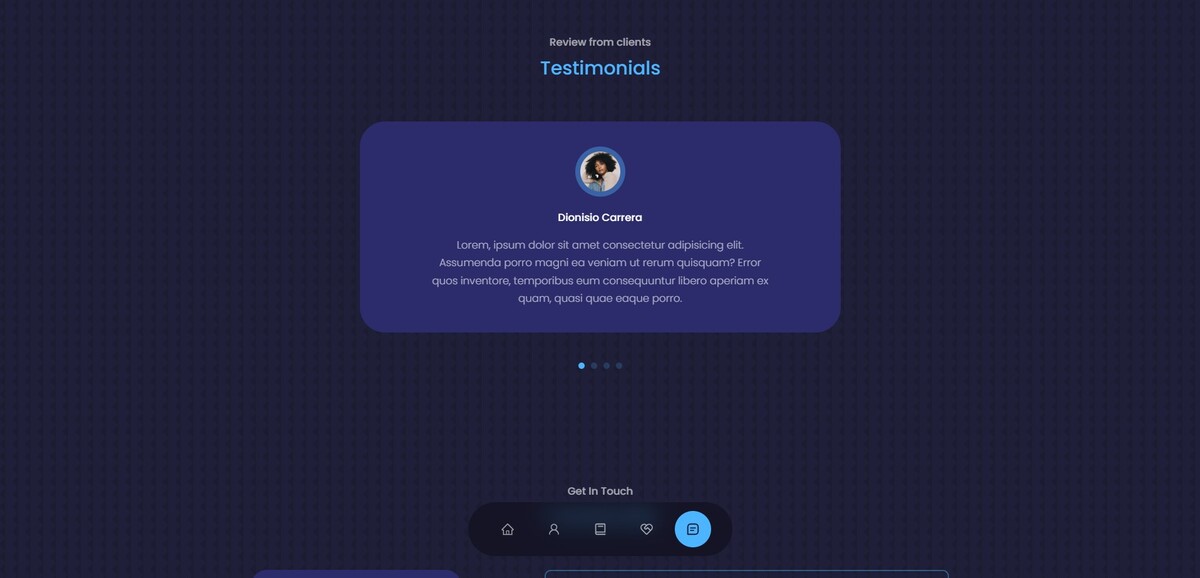 Review from clients
Testimonials
Dionisio Carrera
Lorem, ipsum dolor sit amet consectetur adipisicing elit.
Assumenda porro magni ea veniam ut rerum quisquam? Error
quos inventore, temporibus eum consequuntur libero aperiam ex
quam, quasi quae eaque porro.
Get In Touch